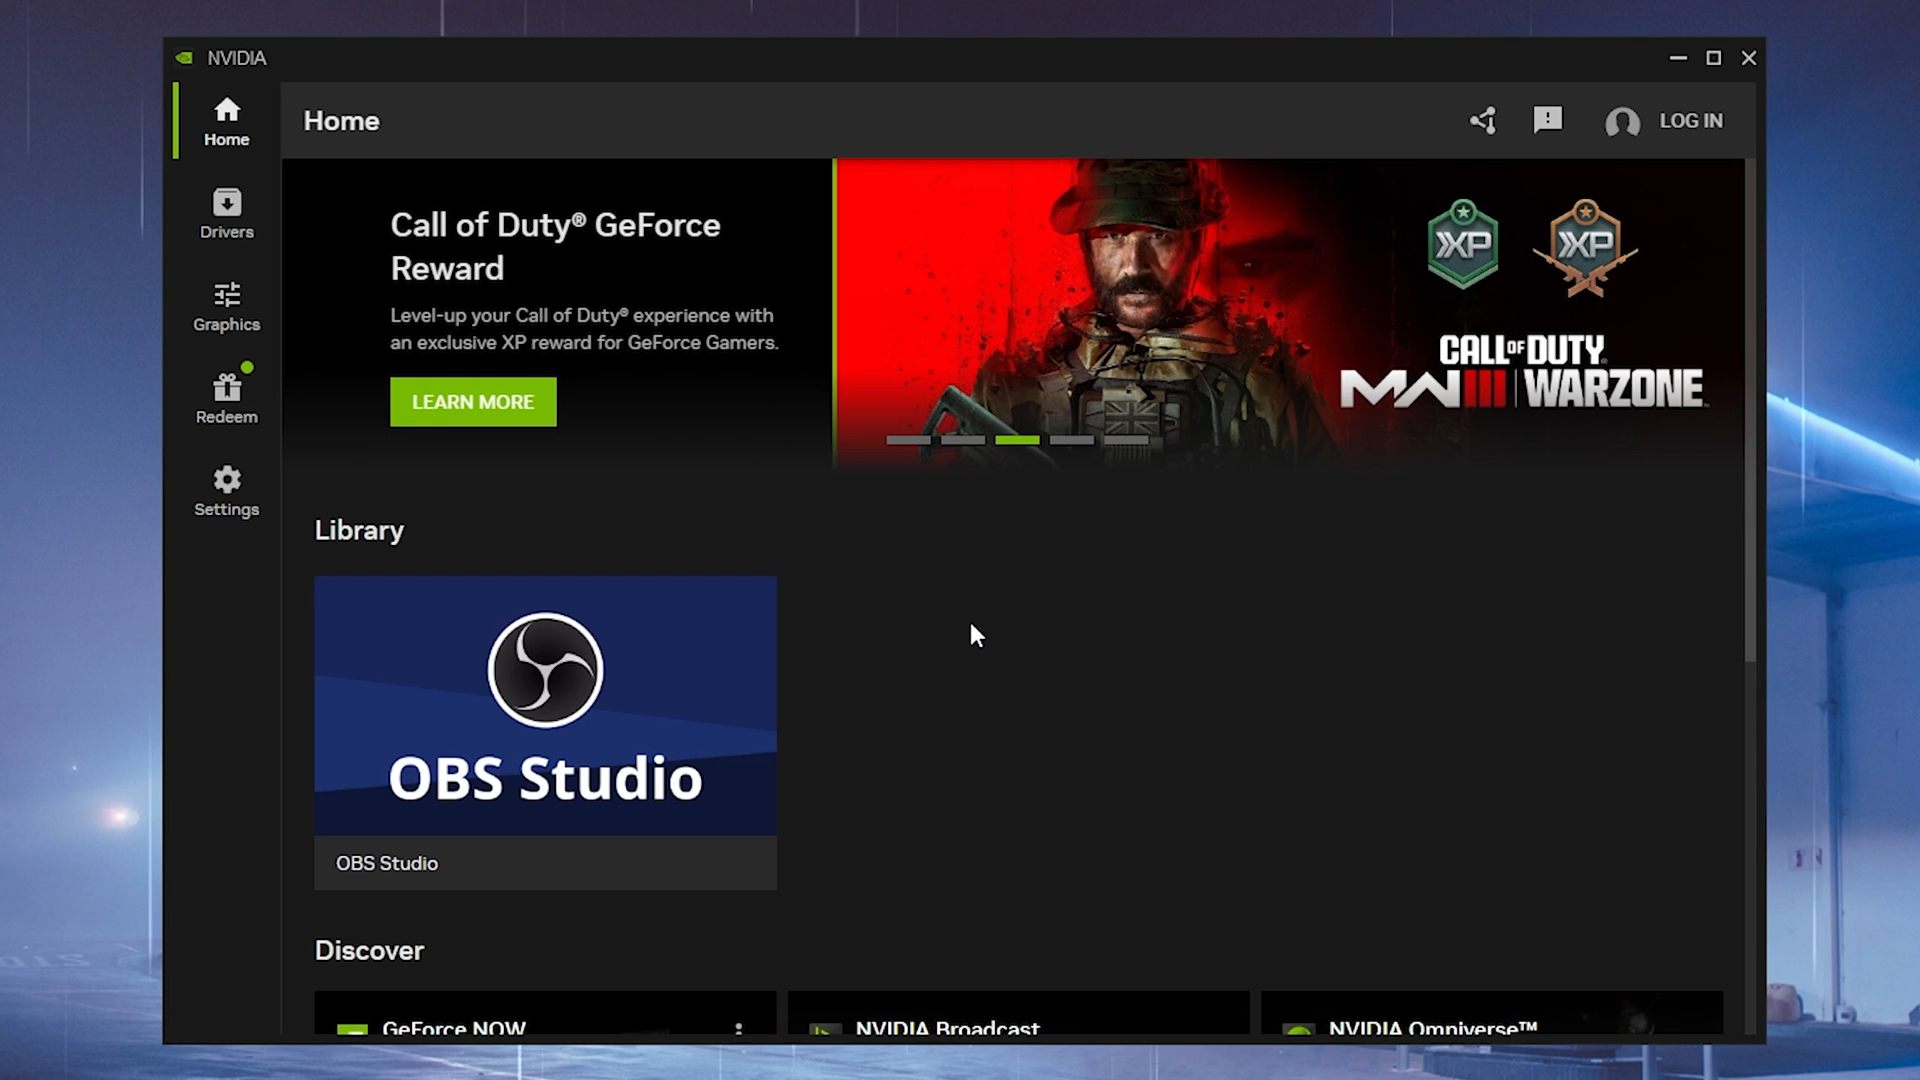 NVIDIA
Home
Home
LOG IN
Drivers
Graphics
Redeem
Settings
Call of Duty® GeForce
Reward
Level-up your Call of Duty® experience with
an exclusive XP reward for GeForce Gamers.
LEARN MORE
XP
XP
CALL OF DUTY
MWIII | WARZONE™
Library
OBS Studio
OBS Studio
Discover
GeForce NOW
NVIDIA Broadcast
NVIDIA Omniverse™